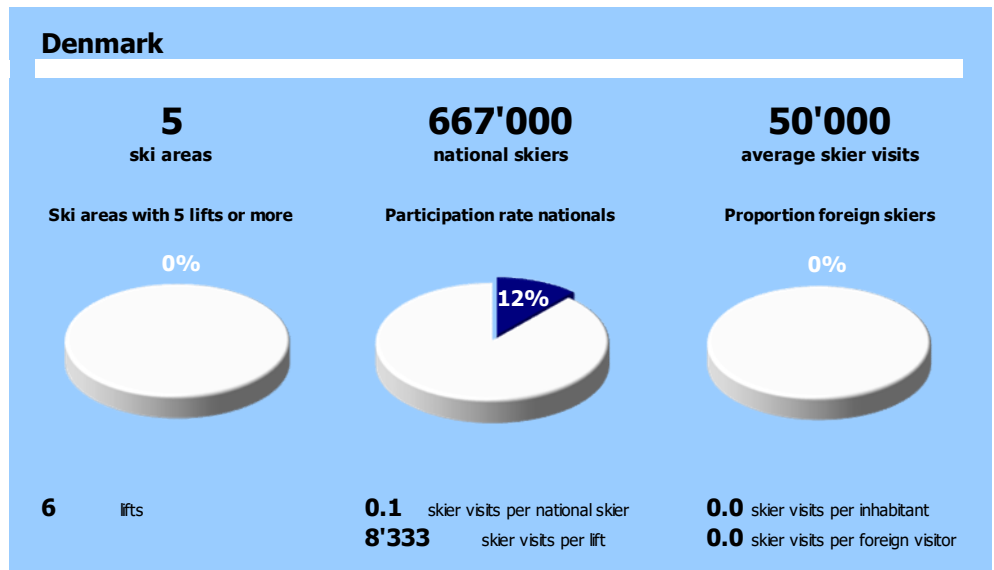 Denmark
5
ski areas
667'000
national skiers
50'000
average skier visits
Ski areas with 5 lifts or more
0%
Participation rate nationals
12%
Proportion foreign skiers
0%
6 lifts
0.1 skier visits per national skier
8'333 skier visits per lift
0.0 skier visits per inhabitant
0.0 skier visits per foreign visitor